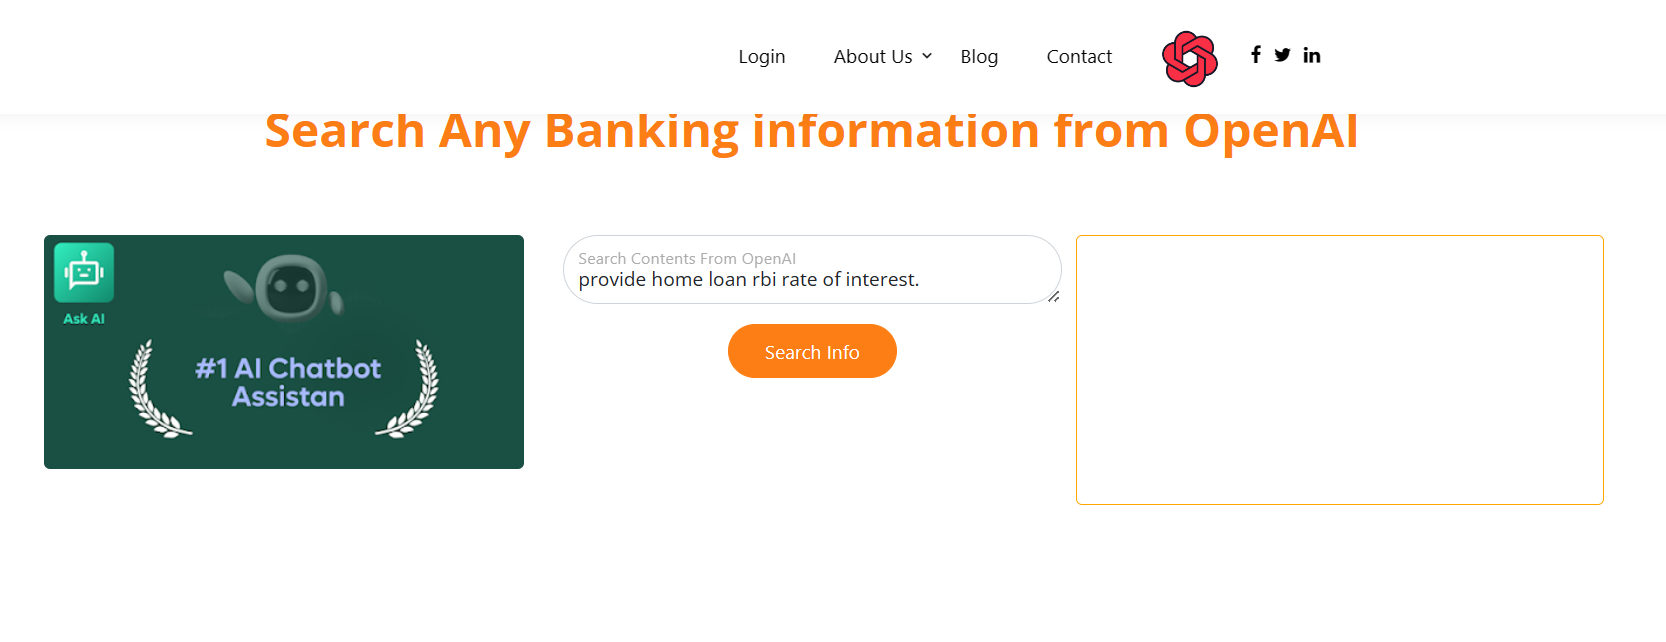 Login About Us Blog Contact
Search Any Banking information from OpenAI
Ask AI
#1 AI Chatbot
Assistan
Search Contents From OpenAI
provide home loan rbi rate of interest.
Search Info